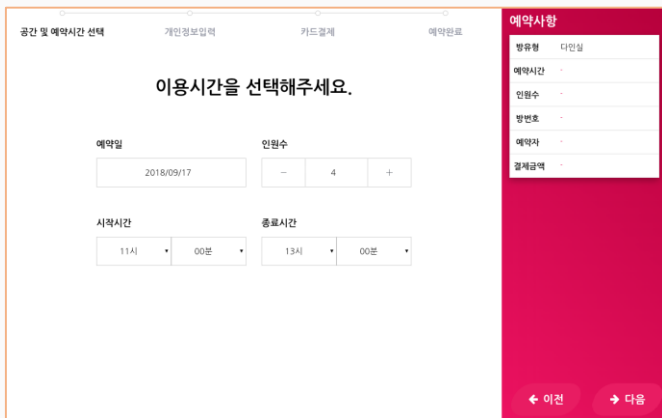 공간 및 예약시간 선택
개인정보입력
카드결제
예약완료
이용시간을 선택해주세요.
예약일
인원수
2018/09/17
− 4 +
시작시간
종료시간
11시 ▾ 00분 ▾
13시 ▾ 00분 ▾
예약사항
방유형 다인실
예약시간 -
인원수 -
방번호 -
예약자 -
결제금액 -
← 이전
→ 다음